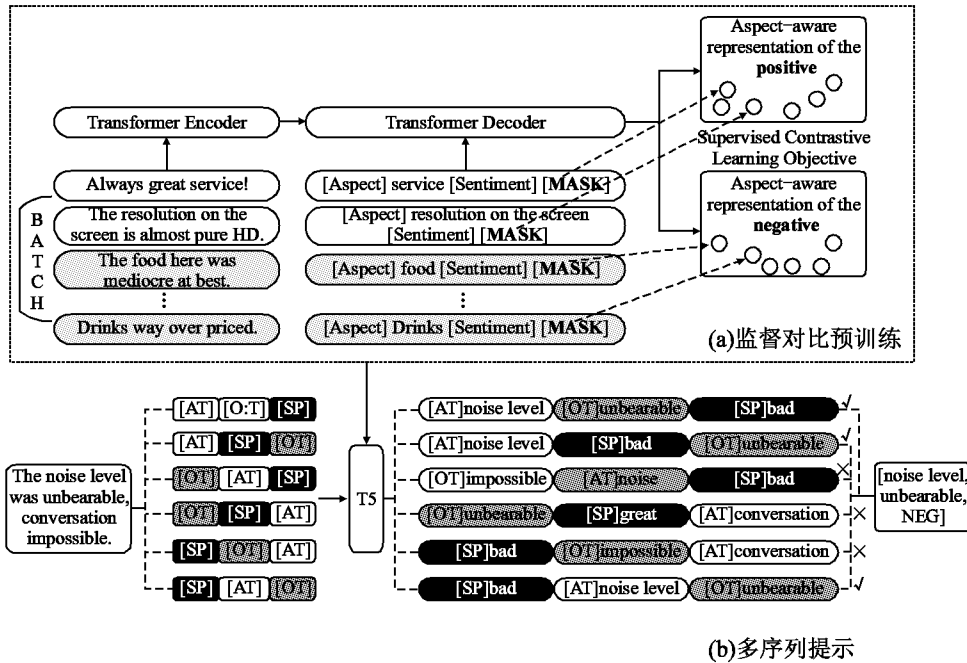 Aspect-aware
representation of the
positive
Transformer Encoder
Transformer Decoder
Supervised Contrastive
Learning Objective
BATCH
Always great service!
[Aspect] service [Sentiment] [MASK]
The resolution on the
screen is almost pure HD.
[Aspect] resolution on the screen
[Sentiment] [MASK]
The food here was
mediocre at best.
[Aspect] food [Sentiment] [MASK]
⋮
⋮
Drinks way over priced.
[Aspect] Drinks [Sentiment] [MASK]
Aspect-aware
representation of the
negative
(a)监督对比预训练
The noise level
was unbearable,
conversation
impossible.
[AT] [O:T] [SP]
[AT] [SP] [OT]
[OT] [AT] [SP]
[OT] [SP] [AT]
[SP] [OT] [AT]
[SP] [AT] [OT]
T5
[AT]noise level [OT]unbearable [SP]bad √
[AT]noise level [SP]bad [OT]unbearable √
[OT]impossible [AT]noise [SP]bad ×
[OT]unbearable [SP]great [AT]conversation ×
[SP]bad [OT]impossible [AT]conversation ×
[SP]bad [AT]noise level [OT]unbearable √
[noise level,
unbearable,
NEG]
(b)多序列提示